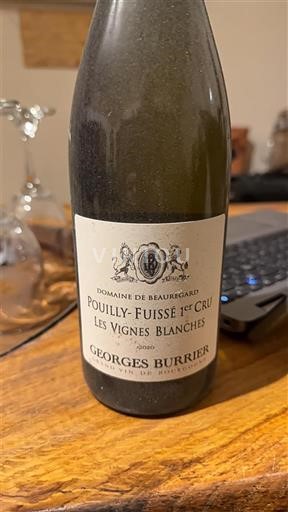 DOMAINE DE BEAUREGARD
POUILLY-FUISSÉ 1er CRU
LES VIGNES BLANCHES
2020
GEORGES BURRIER
GRAND VIN DE BOURGOGNE